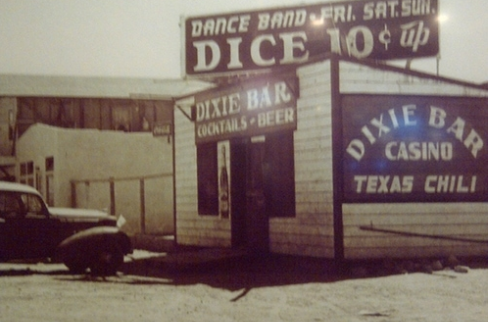 DANCE BAND · FRI. SAT. SUN.
DICE 10¢ up
DIXIE BAR
COCKTAILS · BEER
DIXIE BAR
CASINO
TEXAS CHILI